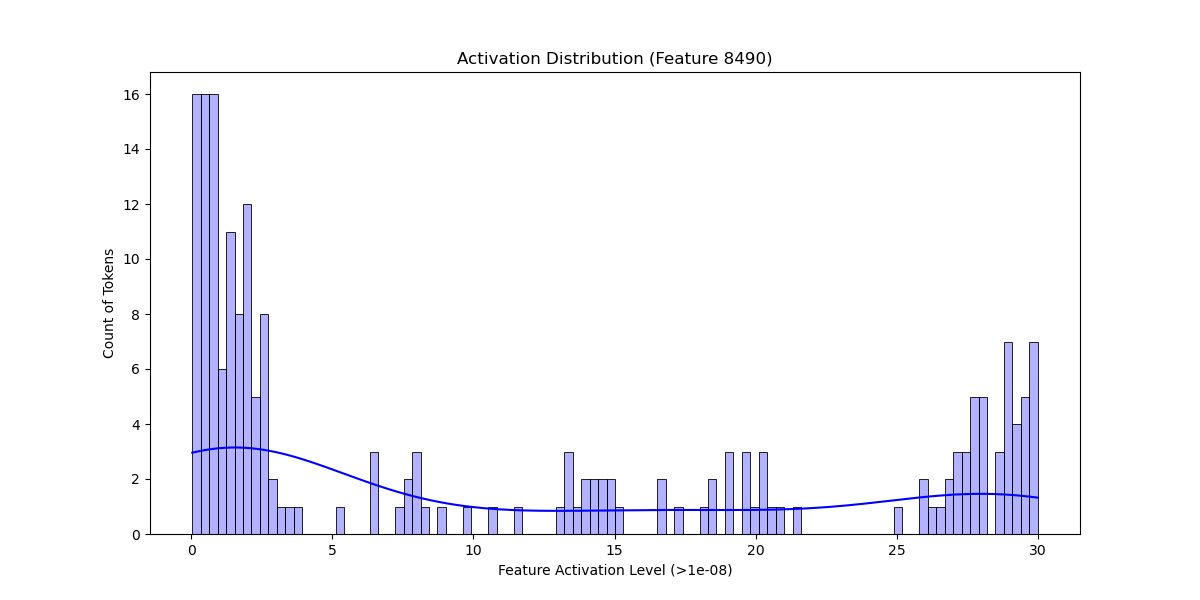 Activation Distribution (Feature 8490)
16
14
12
10
8
6
4
2
0
Count of Tokens
0 5 10 15 20 25 30
Feature Activation Level (>1e-08)